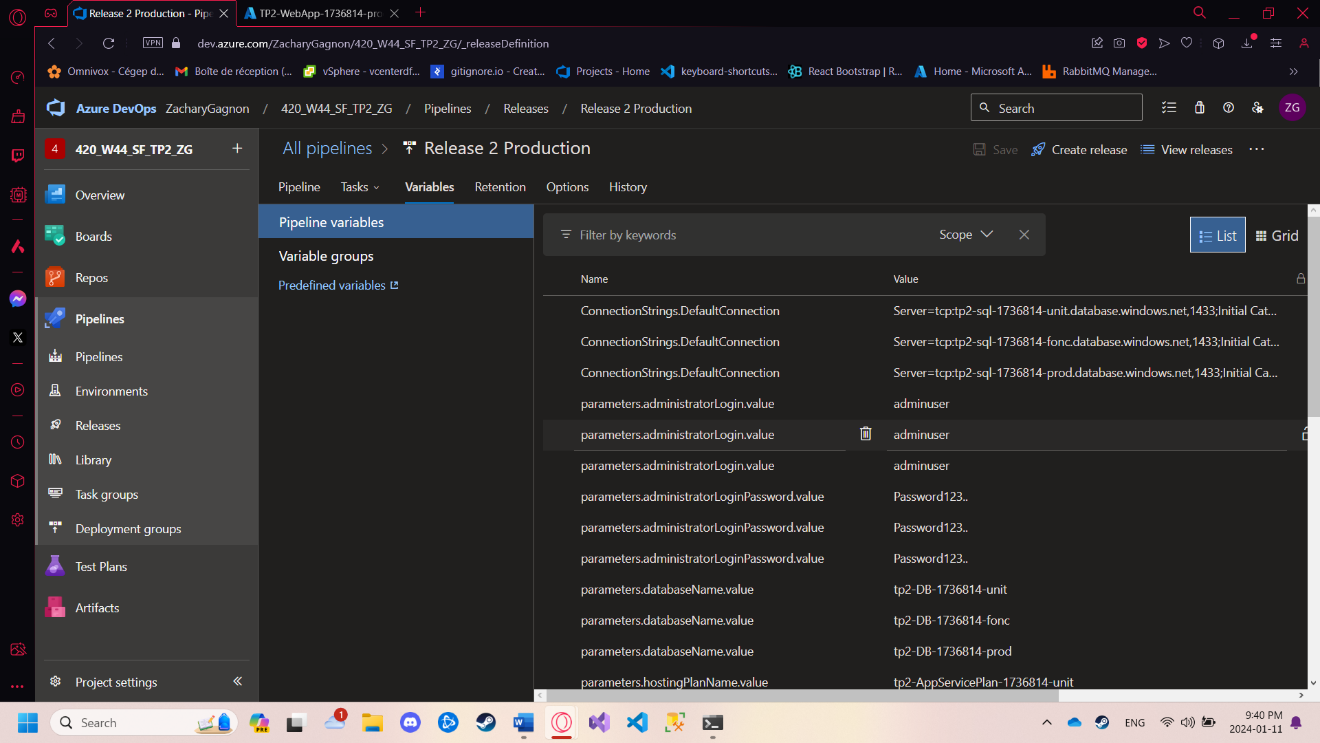 Release 2 Production - Pipe
TP2-WebApp-1736814-pro
VPN
dev.azure.com/ZacharyGagnon/420_W44_SF_TP2_ZG/_releaseDefinition
Omnivox - Cégep d...
Boîte de réception (...
vSphere - vcenterdf...
gitignore.io - Creat...
Projects - Home
keyboard-shortcuts...
React Bootstrap | R...
Home - Microsoft A...
RabbitMQ Manage...
Azure DevOps
ZacharyGagnon
/
420_W44_SF_TP2_ZG
/
Pipelines
/
Releases
/
Release 2 Production
Search
ZG
4
420_W44_SF_TP2_ZG
Overview
Boards
Repos
Pipelines
Pipelines
Environments
Releases
Library
Task groups
Deployment groups
Test Plans
Artifacts
Project settings
All pipelines
Release 2 Production
Save
Create release
View releases
Pipeline
Tasks
Variables
Retention
Options
History
Pipeline variables
Variable groups
Predefined variables
Filter by keywords
Scope
List
Grid
Name
Value
ConnectionStrings.DefaultConnection
Server=tcp:tp2-sql-1736814-unit.database.windows.net,1433;Initial Cat...
ConnectionStrings.DefaultConnection
Server=tcp:tp2-sql-1736814-fonc.database.windows.net,1433;Initial Cat...
ConnectionStrings.DefaultConnection
Server=tcp:tp2-sql-1736814-prod.database.windows.net,1433;Initial Ca...
parameters.administratorLogin.value
adminuser
parameters.administratorLogin.value
adminuser
parameters.administratorLogin.value
adminuser
parameters.administratorLoginPassword.value
Password123..
parameters.administratorLoginPassword.value
Password123..
parameters.administratorLoginPassword.value
Password123..
parameters.databaseName.value
tp2-DB-1736814-unit
parameters.databaseName.value
tp2-DB-1736814-fonc
parameters.databaseName.value
tp2-DB-1736814-prod
parameters.hostingPlanName.value
tp2-AppServicePlan-1736814-unit
Search
PRE
1
ENG
9:40 PM
2024-01-11